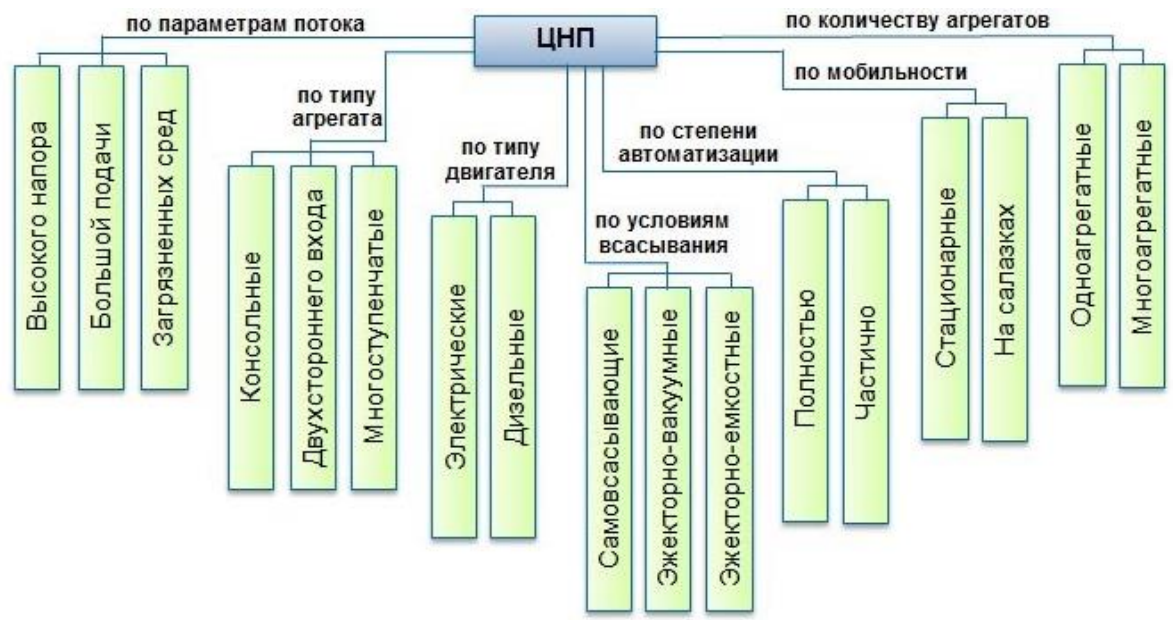 ЦНП
по параметрам потока
Высокого напора
Большой подачи
Загрязненных сред
по типу
агрегата
Консольные
Двухстороннего входа
Многоступенчатые
по типу
двигателя
Электрические
Дизельные
по условиям
всасывания
Самовсасывающие
Эжекторно-вакуумные
Эжекторно-емкостные
по степени
автоматизации
Полностью
Частично
по мобильности
Стационарные
На салазках
по количеству агрегатов
Одноагрегатные
Многоагрегатные